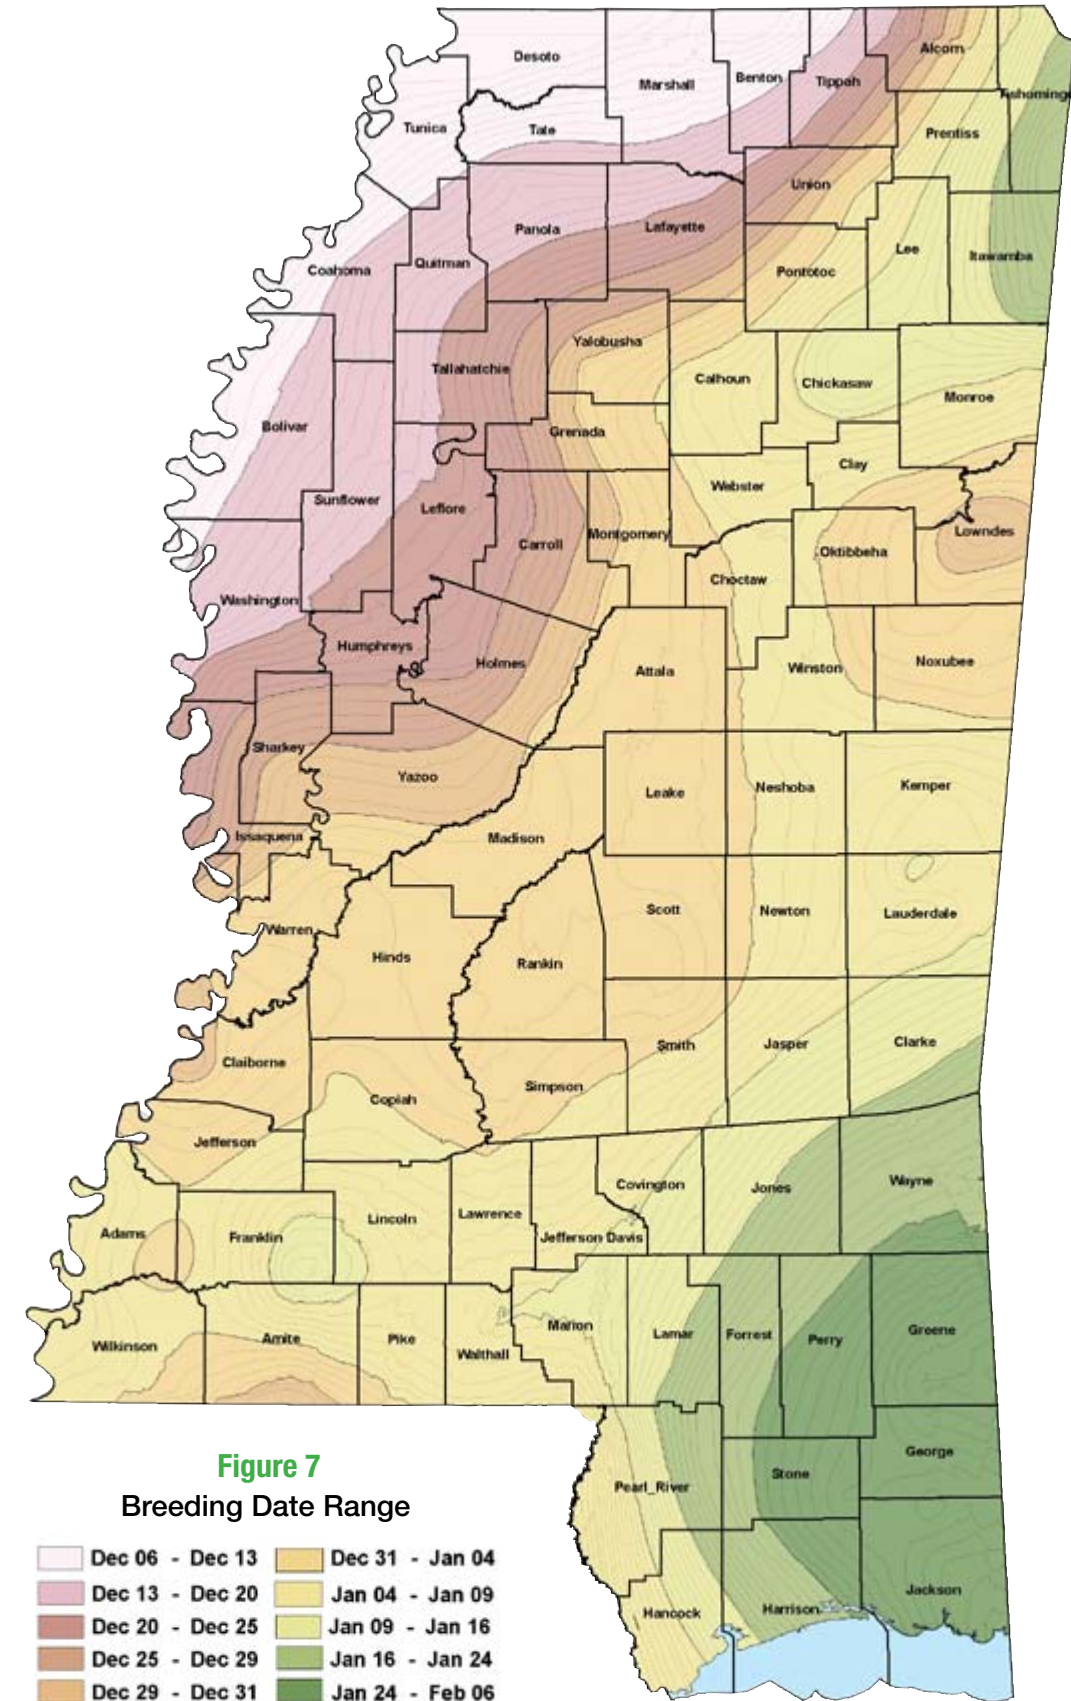 Desoto
Marshall
Benton
Tippah
Alcorn
Tishomingo
Tunica
Tate
Prentiss
Union
Panola
Lafayette
Lee
Itawamba
Coahoma
Quitman
Pontotoc
Yalobusha
Tallahatchie
Calhoun
Chickasaw
Monroe
Bolivar
Grenada
Clay
Webster
Sunflower
Leflore
Montgomery
Lowndes
Carroll
Oktibbeha
Choctaw
Washington
Humphreys
Holmes
Attala
Winston
Noxubee
Sharkey
Yazoo
Leake
Neshoba
Kemper
Issaquena
Madison
Scott
Newton
Lauderdale
Warren
Hinds
Rankin
Claiborne
Smith
Jasper
Clarke
Simpson
Copiah
Jefferson
Covington
Jones
Wayne
Adams
Franklin
Lincoln
Lawrence
Jefferson Davis
Wilkinson
Amite
Pike
Walthall
Marion
Lamar
Forrest
Perry
Greene
George
Pearl_River
Stone
Hancock
Harrison
Jackson
Figure 7
Breeding Date Range
Dec 06 - Dec 13
Dec 13 - Dec 20
Dec 20 - Dec 25
Dec 25 - Dec 29
Dec 29 - Dec 31
Dec 31 - Jan 04
Jan 04 - Jan 09
Jan 09 - Jan 16
Jan 16 - Jan 24
Jan 24 - Feb 06